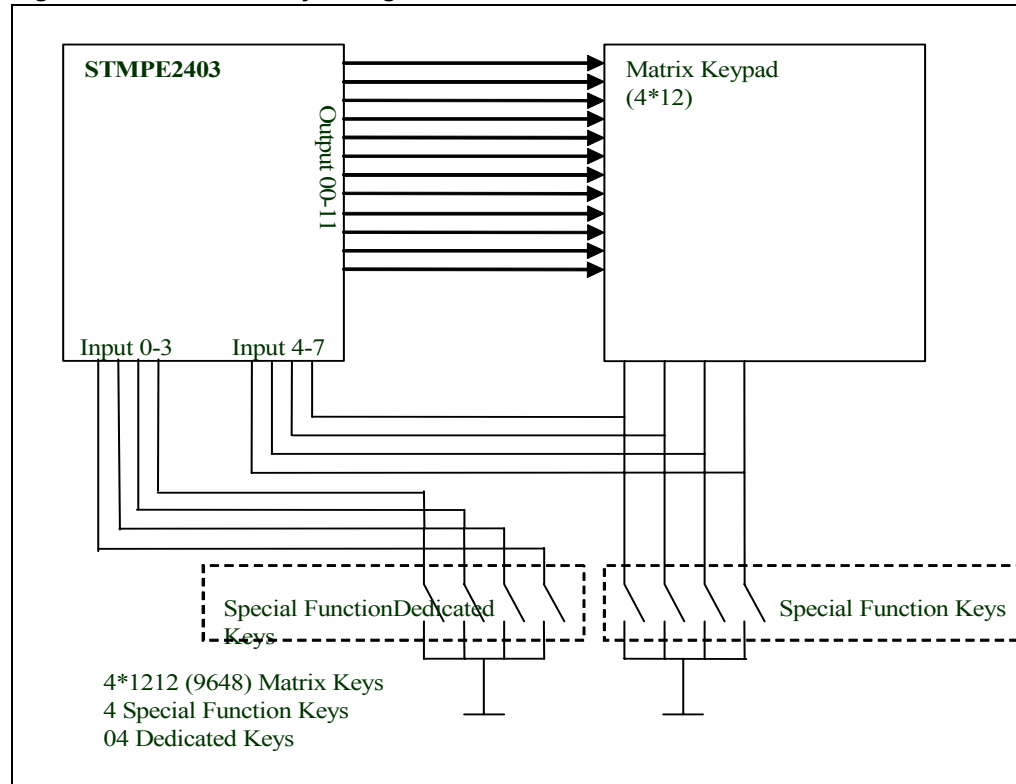 STMPE2403
Matrix Keypad
(4*12)
Output 00-11
Input 0-3
Input 4-7
Special FunctionDedicated
Keys
Special Function Keys
4*1212 (9648) Matrix Keys
4 Special Function Keys
04 Dedicated Keys